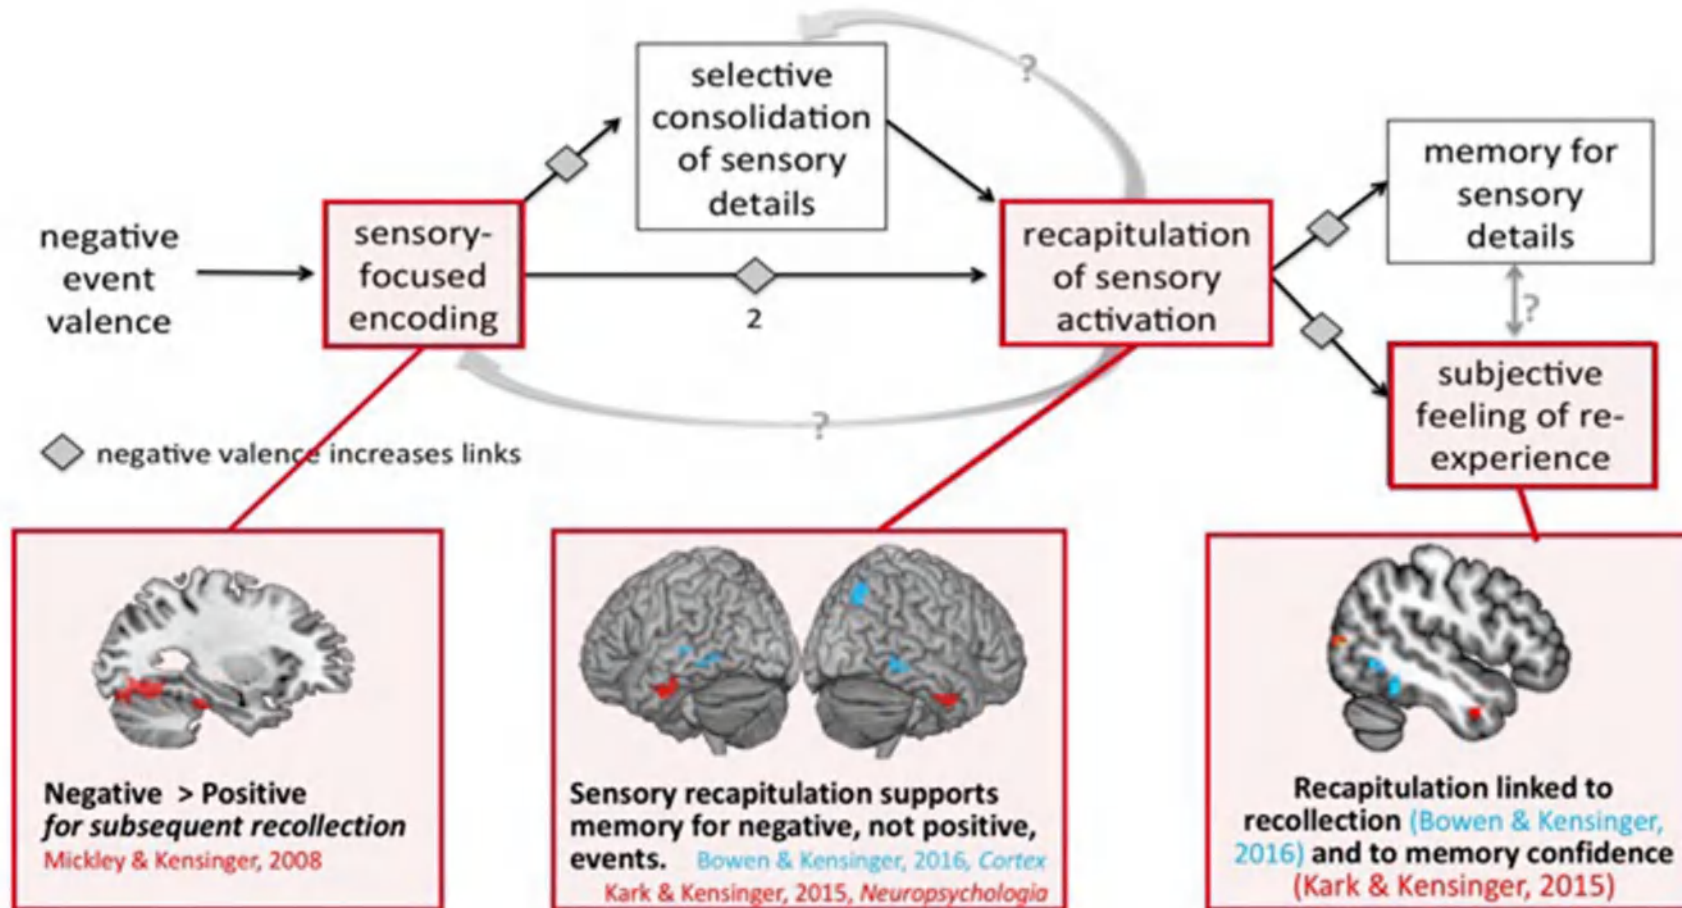 negative
event
valence
sensory-
focused
encoding
selective
consolidation
of sensory
details
?
2
?
recapitulation
of sensory
activation
memory for
sensory
details
?
subjective
feeling of re-
experience
negative valence increases links
Negative > Positive
for subsequent recollection
Mickley & Kensinger, 2008
Sensory recapitulation supports
memory for negative, not positive,
events. Bowen & Kensinger, 2016, Cortex
Kark & Kensinger, 2015, Neuropsychologia
Recapitulation linked to
recollection (Bowen & Kensinger,
2016) and to memory confidence
(Kark & Kensinger, 2015)